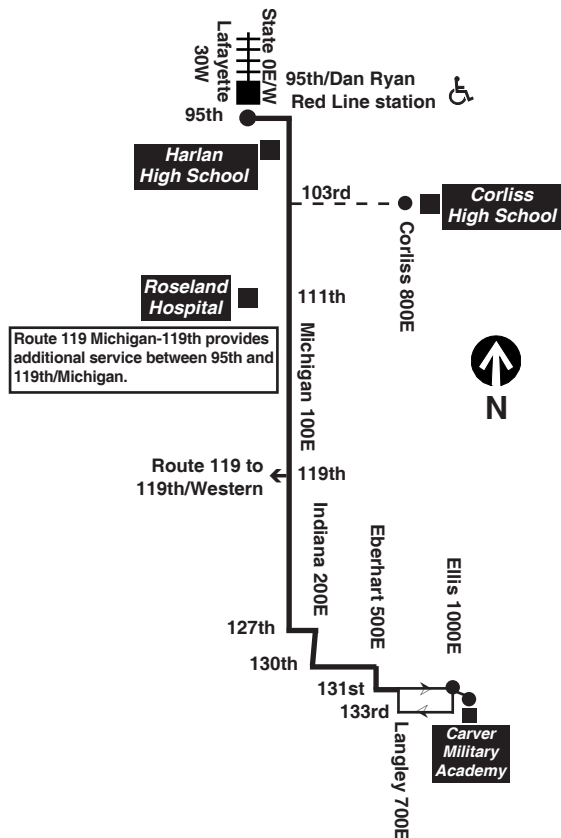 State 0E/W
Lafayette
30W
95th/Dan Ryan
Red Line station
95th
Harlan
High School
103rd
Corliss
High School
Corliss 800E
Roseland
Hospital
111th
Route 119 Michigan-119th provides
additional service between 95th and
119th/Michigan.
Michigan 100E
N
Route 119 to
119th/Western
119th
Indiana 200E
Eberhart 500E
Ellis 1000E
127th
130th
131st
133rd
Langley 700E
Carver
Military
Academy